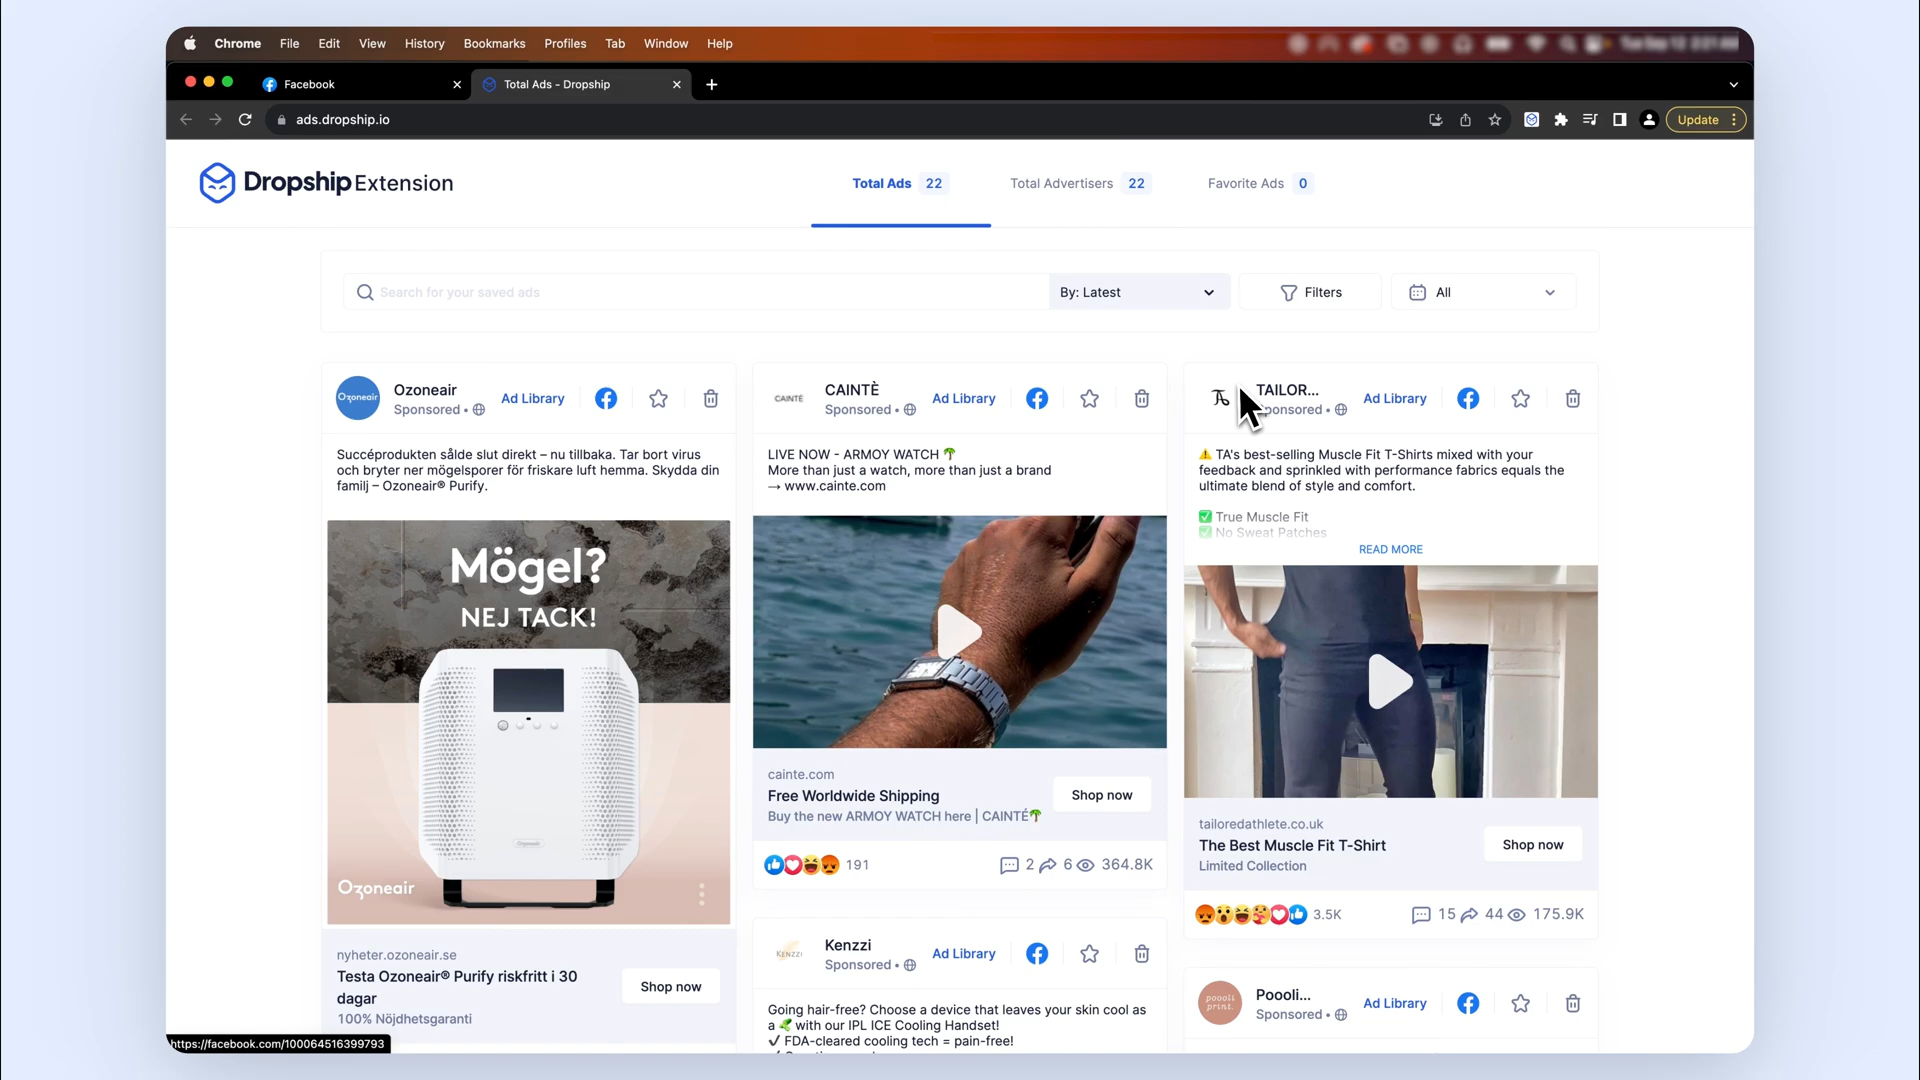 Chrome File Edit View History Bookmarks Profiles Tab Window Help
Facebook
Total Ads - Dropship
ads.dropship.io
Update
Dropship Extension
Total Ads 22
Total Advertisers 22
Favorite Ads 0
Search for your saved ads
By: Latest
Filters
All
Ozoneair
Ozoneair
Sponsored •
Ad Library
Succéprodukten sålde slut direkt – nu tillbaka. Tar bort virus
och bryter ner mögelsporer för friskare luft hemma. Skydda din
familj – Ozoneair® Purify.
Mögel?
NEJ TACK!
Ozoneair
Ozoneair
nyheter.ozoneair.se
Testa Ozoneair® Purify riskfritt i 30
dagar
100% Nöjdhetsgaranti
Shop now
CAINTÈ
CAINTÈ
Sponsored •
Ad Library
LIVE NOW - ARMOY WATCH 🌴
More than just a watch, more than just a brand
→ www.cainte.com
cainte.com
Free Worldwide Shipping
Buy the new ARMOY WATCH here | CAINTÉ🌴
Shop now
191
2 6 364.8K
KENZZI
Kenzzi
Sponsored •
Ad Library
Going hair-free? Choose a device that leaves your skin cool as
a 🥒 with our IPL ICE Cooling Handset!
✓ FDA-cleared cooling tech = pain-free!
TA
TAILOR...
ponsored •
Ad Library
⚠️ TA's best-selling Muscle Fit T-Shirts mixed with your
feedback and sprinkled with performance fabrics equals the
ultimate blend of style and comfort.
✅ True Muscle Fit
✅ No Sweat Patches
READ MORE
tailoredathlete.co.uk
The Best Muscle Fit T-Shirt
Limited Collection
Shop now
3.5K
15 44 175.9K
poooli
print.
Poooli...
Sponsored •
Ad Library
https://facebook.com/100064516399793